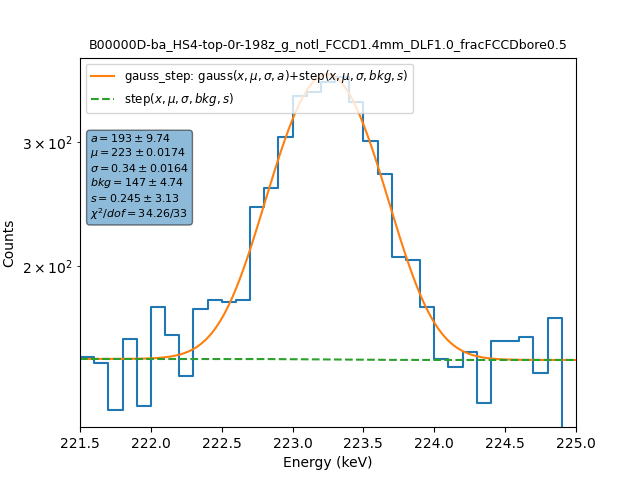 B00000D-ba_HS4-top-0r-198z_g_notl_FCCD1.4mm_DLF1.0_fracFCCDbore0.5
gauss_step: gauss(x, μ, σ, a)+step(x, μ, σ, bkg, s)
step(x, μ, σ, bkg, s)
a = 193 ± 9.74
μ = 223 ± 0.0174
σ = 0.34 ± 0.0164
bkg = 147 ± 4.74
s = 0.245 ± 3.13
χ²/dof = 34.26/33
3 × 10²
2 × 10²
Counts
221.5 222.0 222.5 223.0 223.5 224.0 224.5 225.0
Energy (keV)